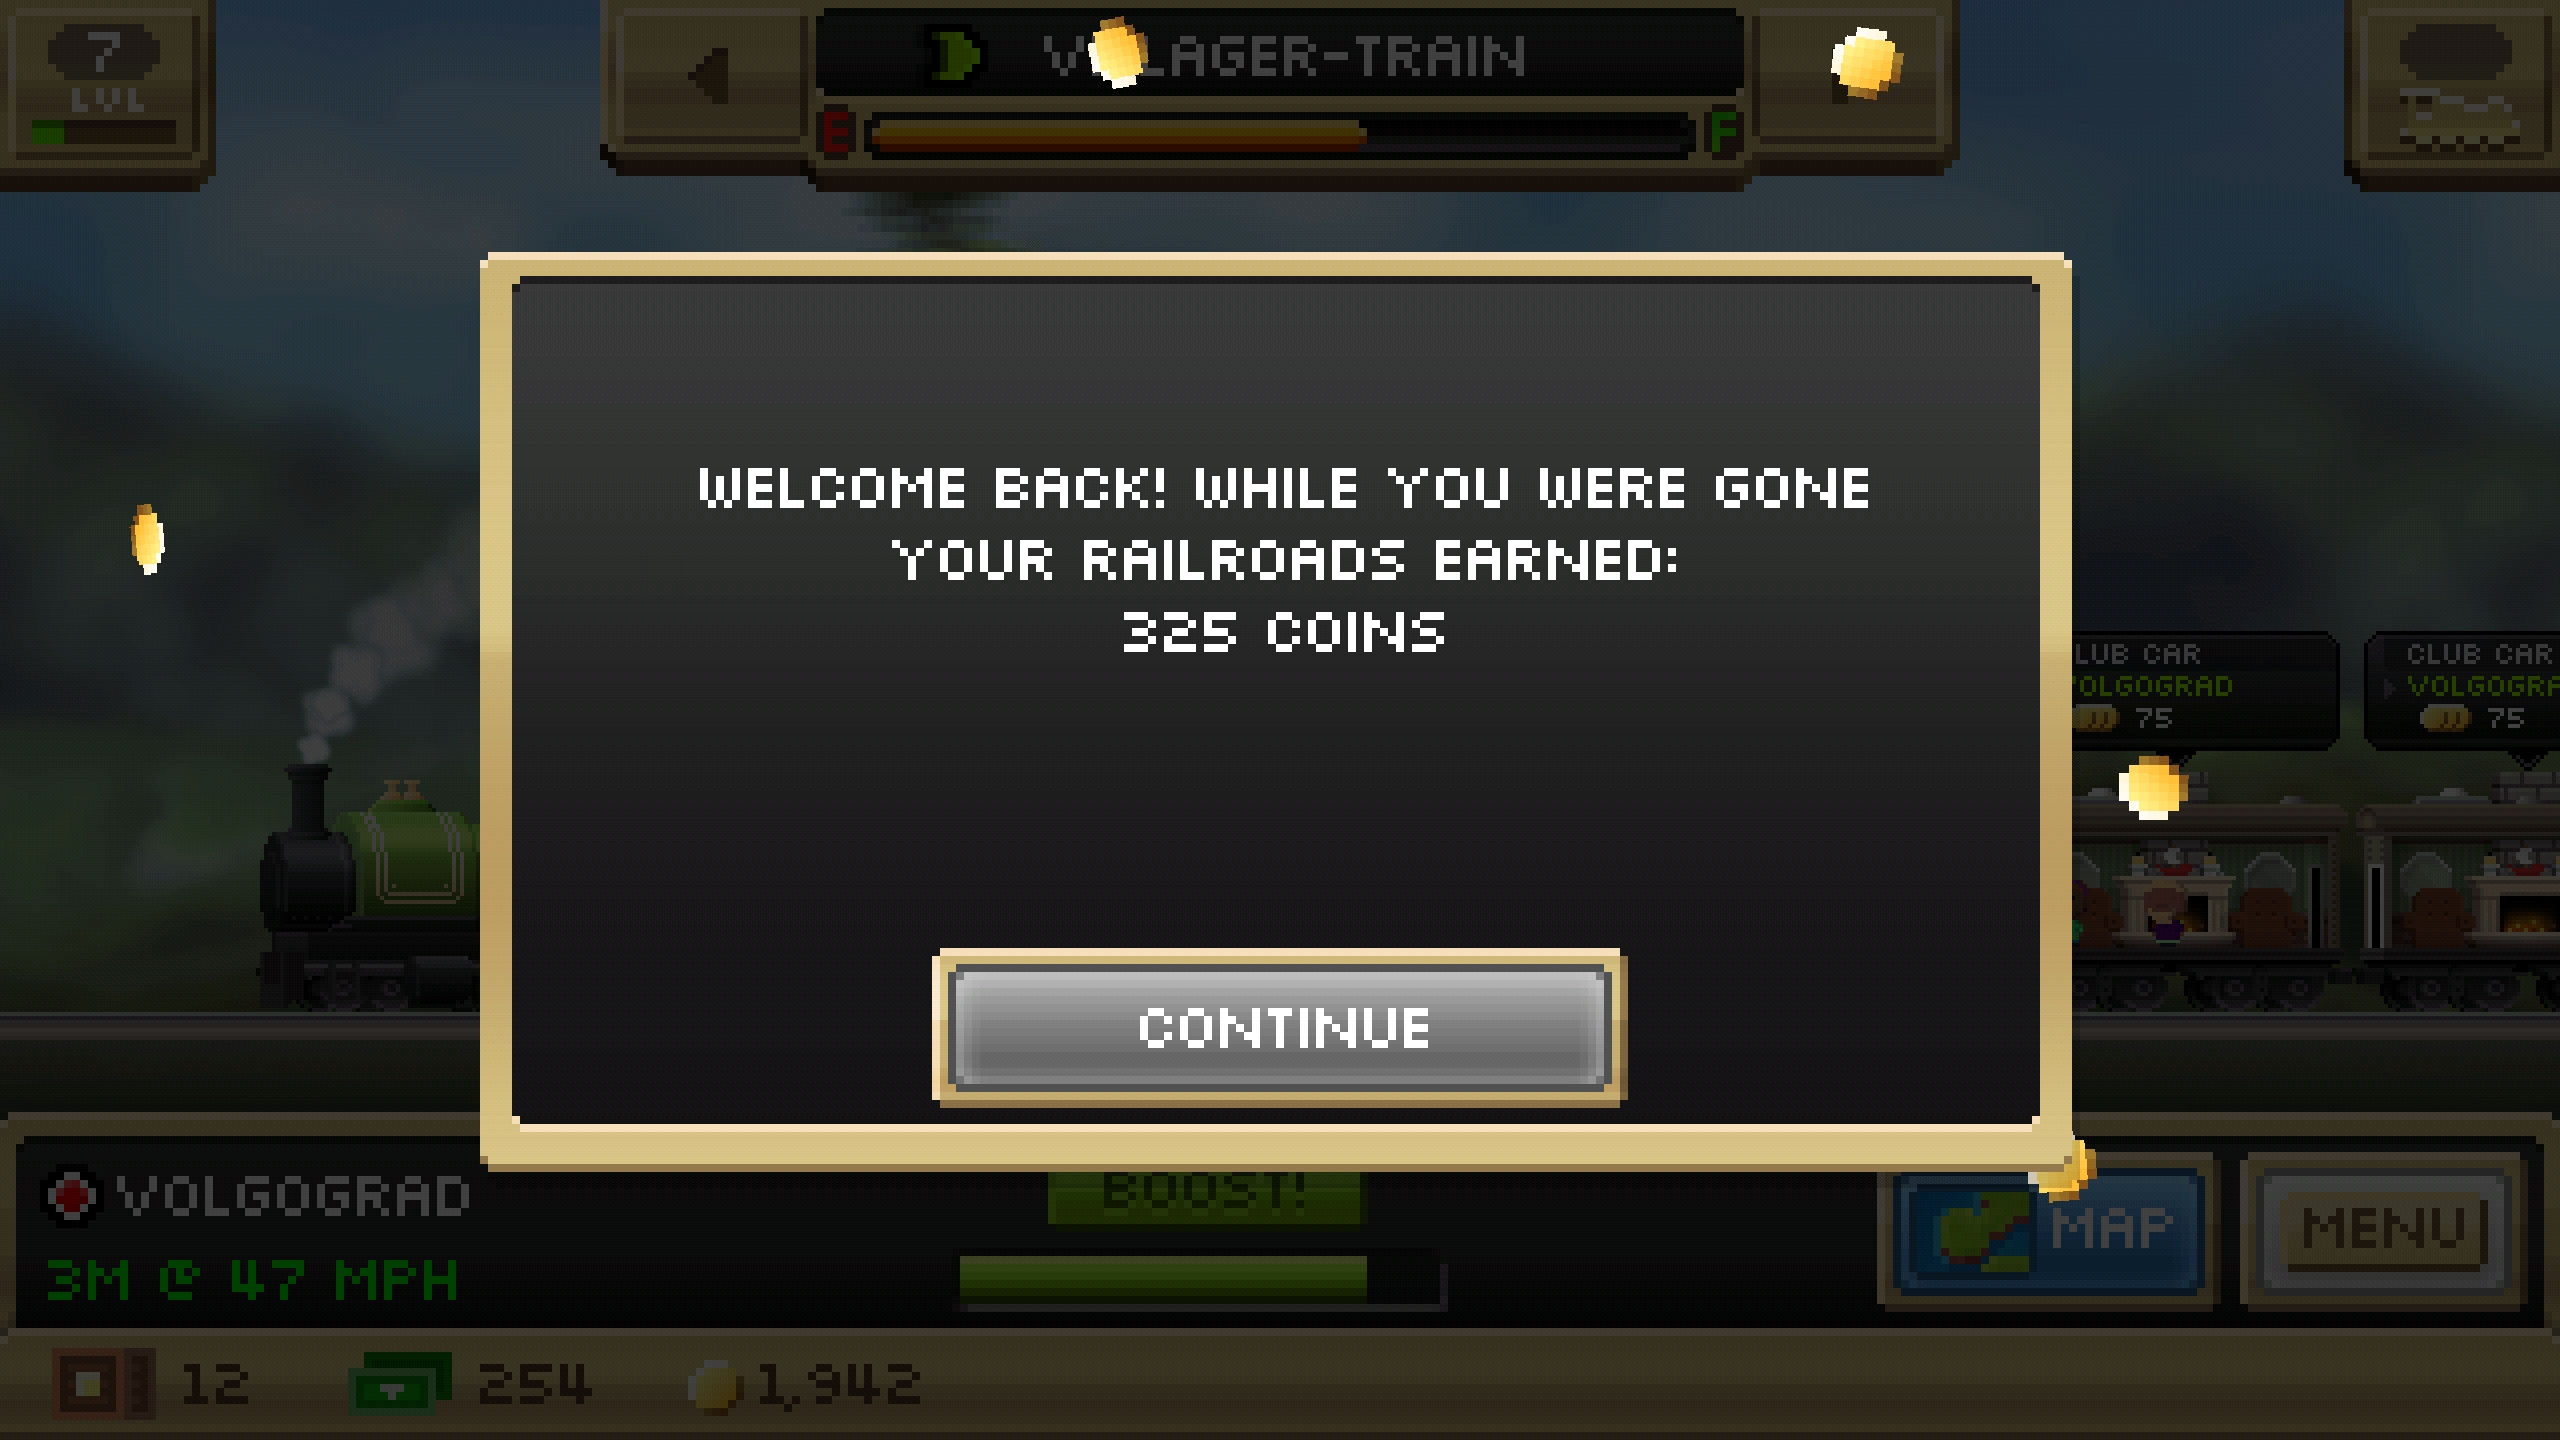 7
LVL
LAGER-TRAIN
E
F
WELCOME BACK! WHILE YOU WERE GONE
YOUR RAILROADS EARNED:
325 COINS
CONTINUE
CAR
75
CLUB CAR
75
VOLGOGRAD
3M @ 47 MPH
BOOST!
MAP
MENU
12
254
1,942